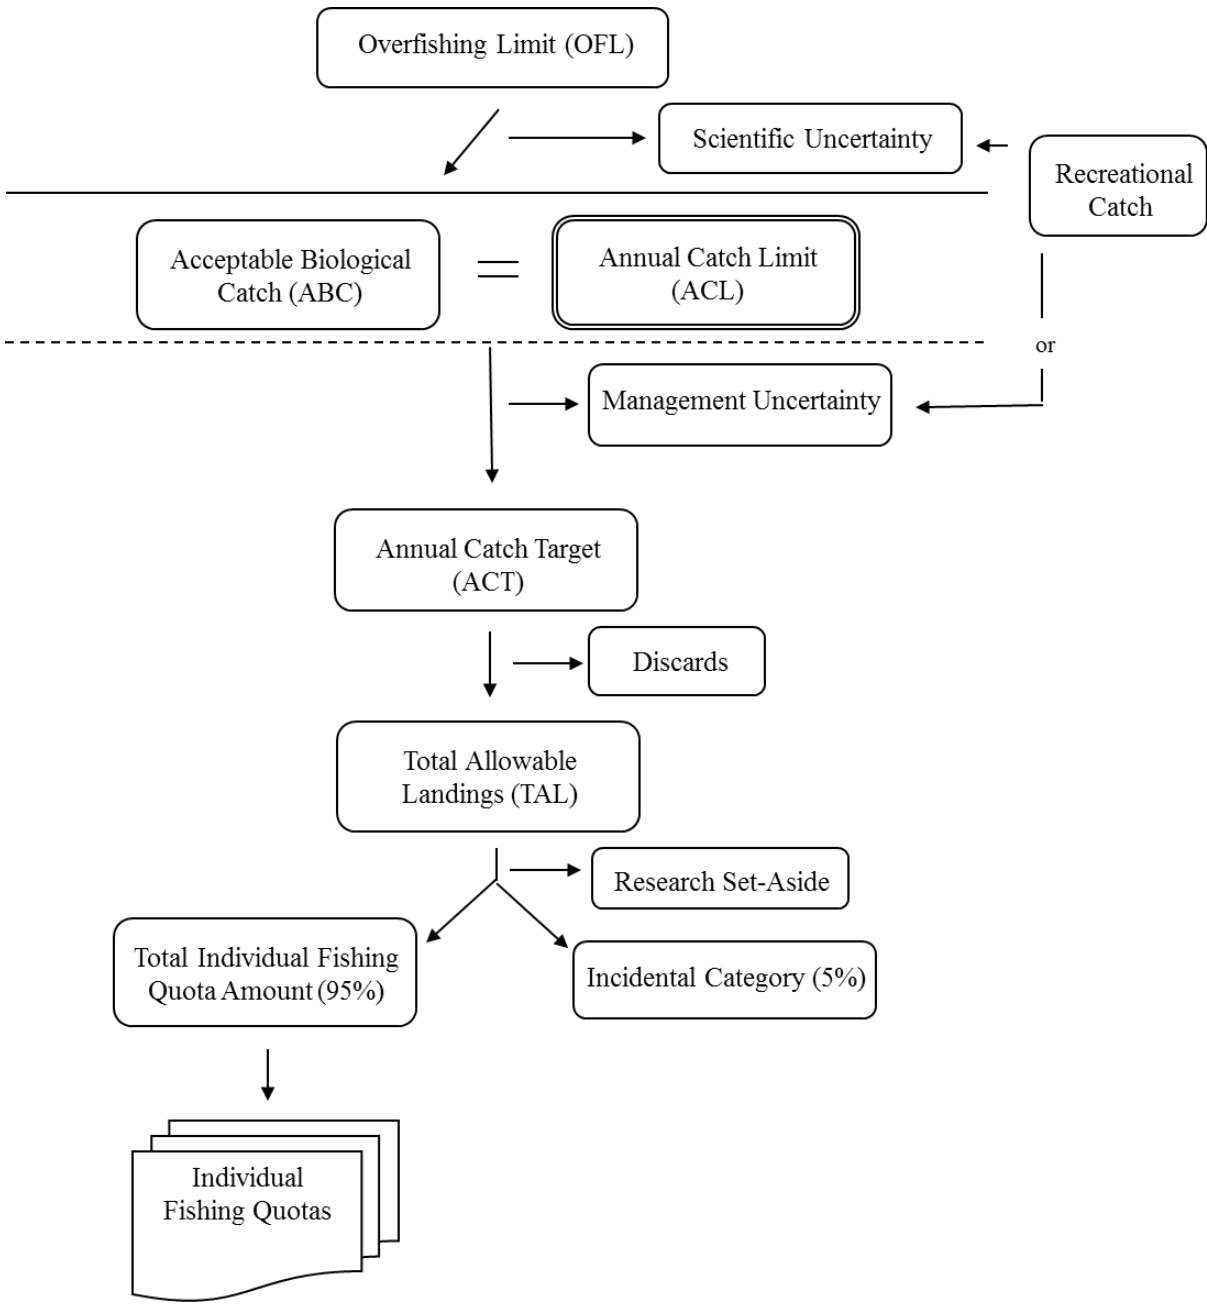 Overfishing Limit (OFL)
Scientific Uncertainty
Recreational
Catch
Acceptable Biological
Catch (ABC)
Annual Catch Limit
(ACL)
or
Management Uncertainty
Annual Catch Target
(ACT)
Discards
Total Allowable
Landings (TAL)
Research Set-Aside
Total Individual Fishing
Quota Amount (95%)
Incidental Category (5%)
Individual
Fishing Quotas